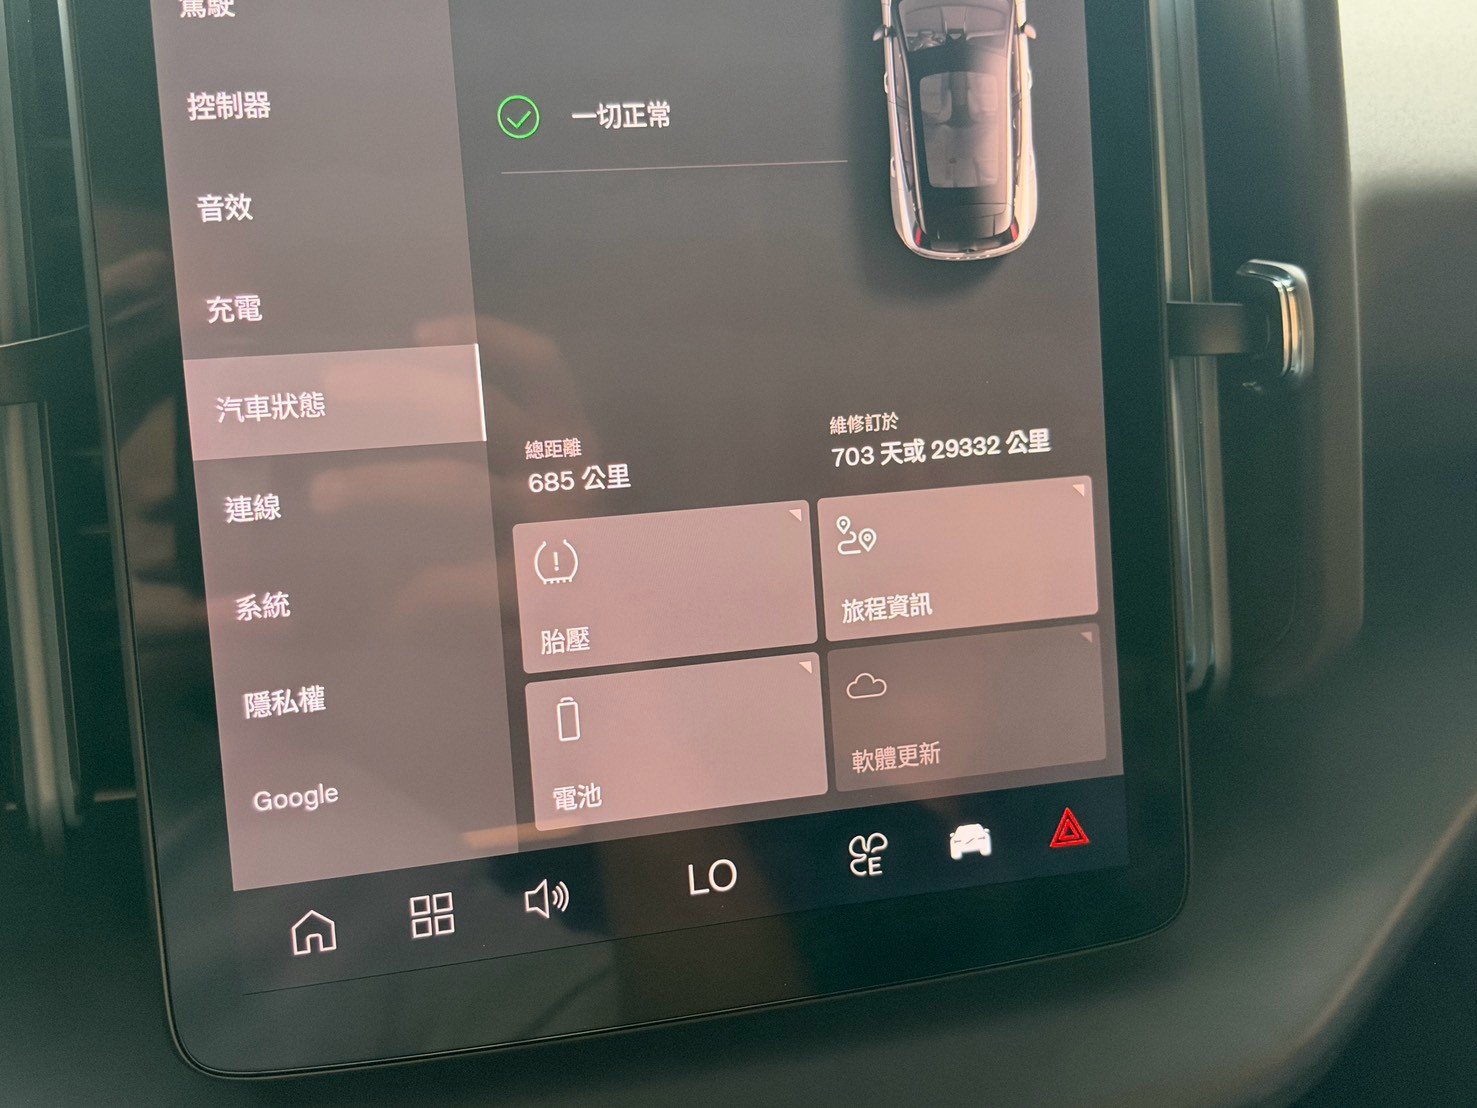 駕駛
控制器
音效
充電
汽車狀態
連線
系統
隱私權
Google
一切正常
總距離
685 公里
維修訂於
703 天或 29332 公里
胎壓
旅程資訊
電池
軟體更新
LO
E